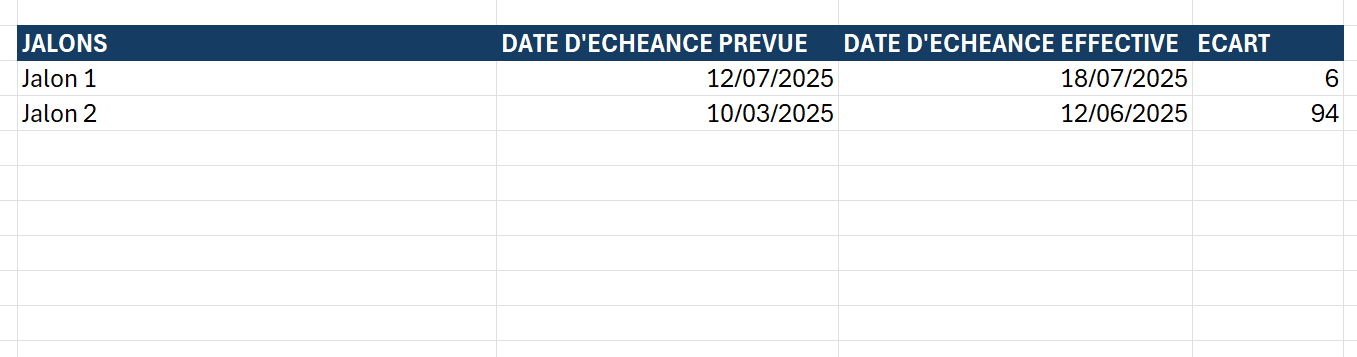 JALONS DATE D'ECHEANCE PREVUE DATE D'ECHEANCE EFFECTIVE ECART
Jalon 1 12/07/2025 18/07/2025 6
Jalon 2 10/03/2025 12/06/2025 94